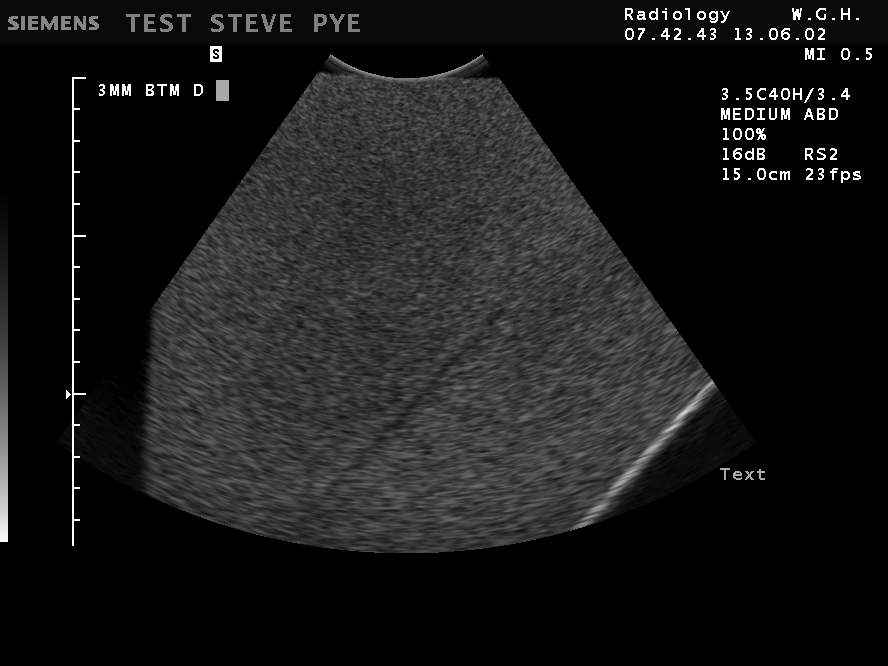 SIEMENS TEST STEVE PYE
Radiology W.G.H.
07.42.43 13.06.02
MI 0.5
S
3MM BTM D
3.5C40H/3.4
MEDIUM ABD
100%
16dB RS2
15.0cm 23fps
Text